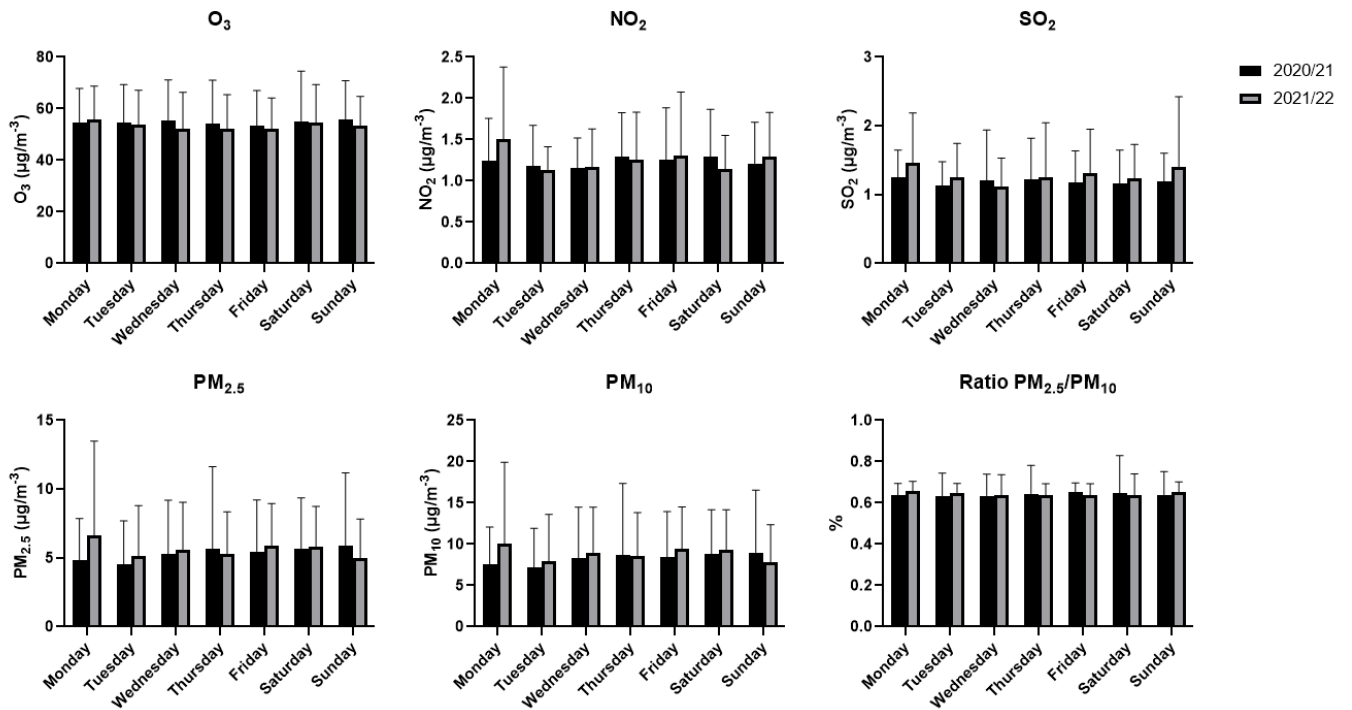 O₃
O₃ (µg/m⁻³)
80
60
40
20
0
Monday
Tuesday
Wednesday
Thursday
Friday
Saturday
Sunday
NO₂
NO₂ (µg/m⁻³)
2.5
2.0
1.5
1.0
0.5
0.0
Monday
Tuesday
Wednesday
Thursday
Friday
Saturday
Sunday
SO₂
SO₂ (µg/m⁻³)
3
2
1
0
Monday
Tuesday
Wednesday
Thursday
Friday
Saturday
Sunday
2020/21
2021/22
PM₂.₅
PM₂.₅ (µg/m⁻³)
15
10
5
0
Monday
Tuesday
Wednesday
Thursday
Friday
Saturday
Sunday
PM₁₀
PM₁₀ (µg/m⁻³)
25
20
15
10
5
0
Monday
Tuesday
Wednesday
Thursday
Friday
Saturday
Sunday
Ratio PM₂.₅/PM₁₀
%
1.0
0.8
0.6
0.4
0.2
0.0
Monday
Tuesday
Wednesday
Thursday
Friday
Saturday
Sunday